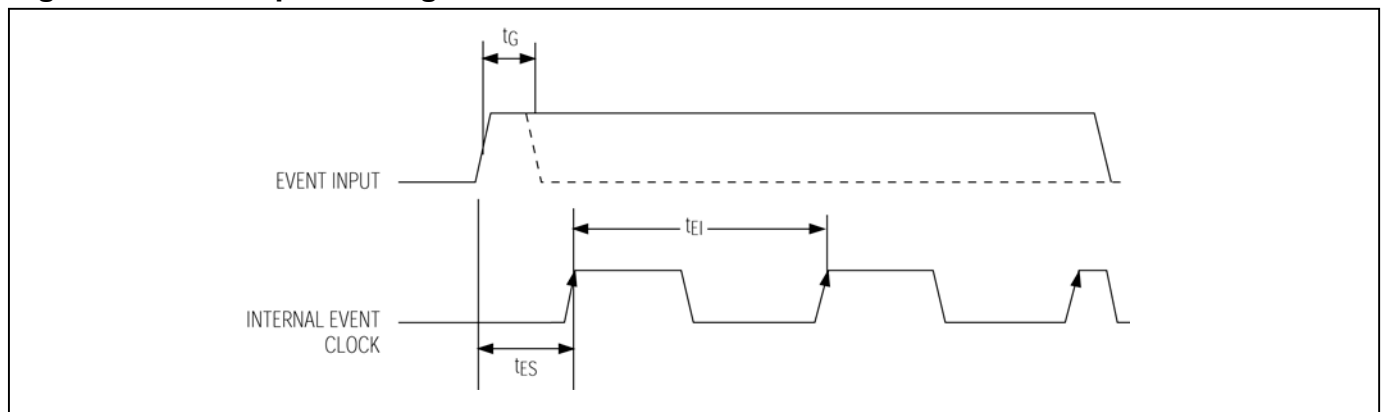 tG
EVENT INPUT
tEI
INTERNAL EVENT
CLOCK
tES